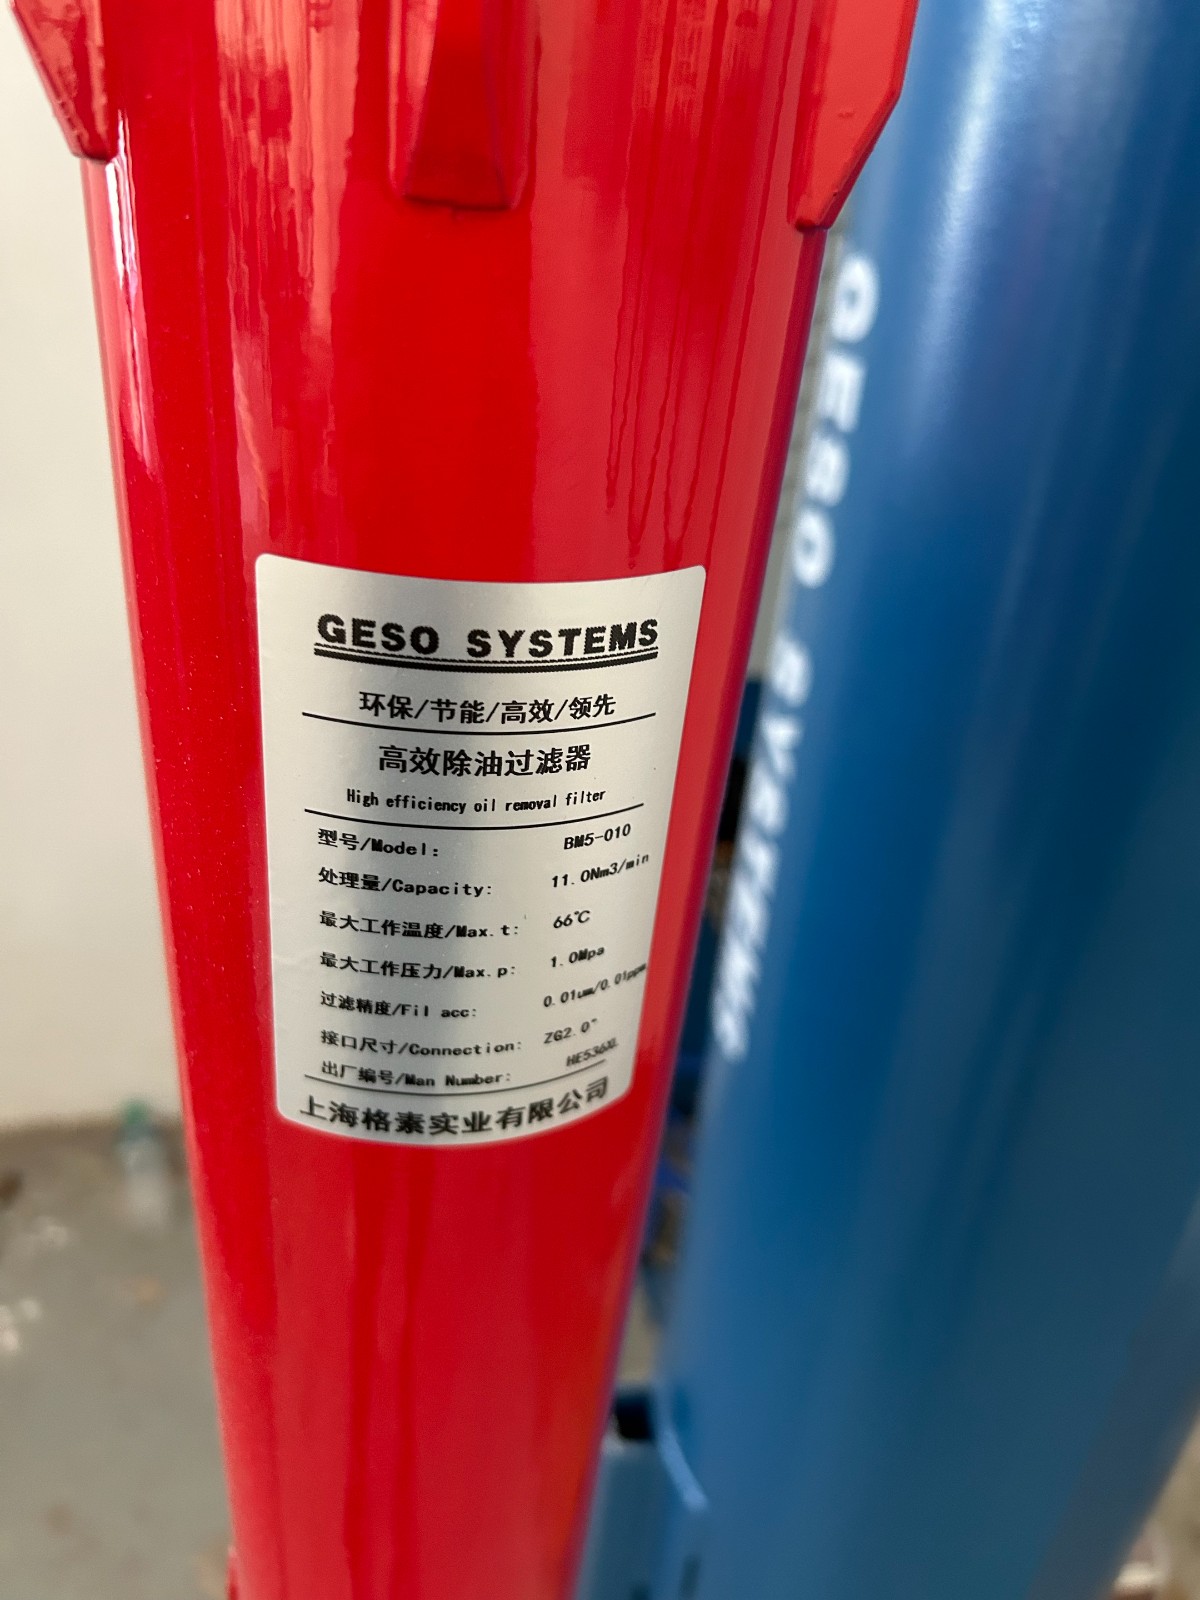 GESO SYSTEMS
环保/节能/高效/领先
高效除油过滤器
High efficiency oil removal filter
型号/Model: BM5-010
处理量/Capacity: 11.0Nm3/min
最大工作温度/Max.t: 66℃
最大工作压力/Max.p: 1.0Mpa
过滤精度/Fil acc: 0.01um/0.01ppm
接口尺寸/Connection: ZG2.0"
出厂编号/Man Number: HE536XL
上海格素实业有限公司
GESO SYSTEMS